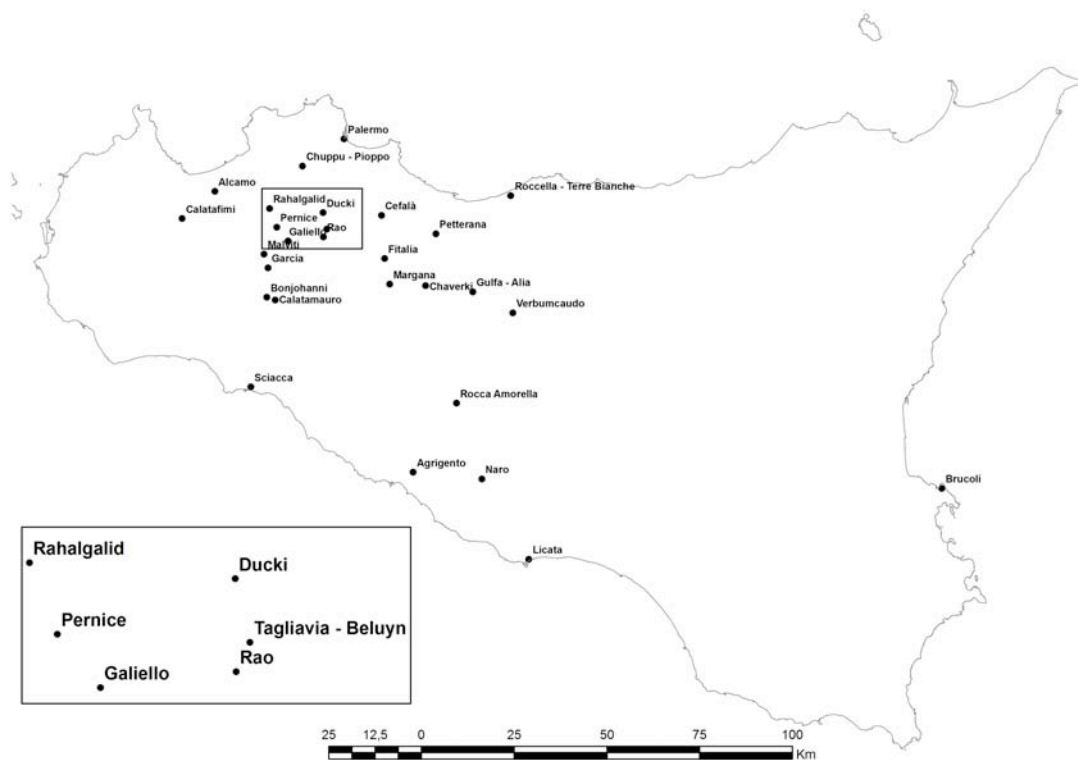 Palermo
Chuppu - Pioppo
Alcamo
Roccella - Terre Bianche
Rahalgalid
Ducki
Cefalà
Calatafimi
Pernice
Rao
Petterana
Galiello
Malviti
Fitalia
Garcia
Margana
Chaverki
Gulfa - Alia
Bonjohanni
Calatamauro
Verbumcaudo
Sciacca
Rocca Amorella
Agrigento
Naro
Brucoli
Licata
Rahalgalid
Ducki
Pernice
Tagliavia - Beluyn
Rao
Galiello
25 12,5 0 25 50 75 100
Km